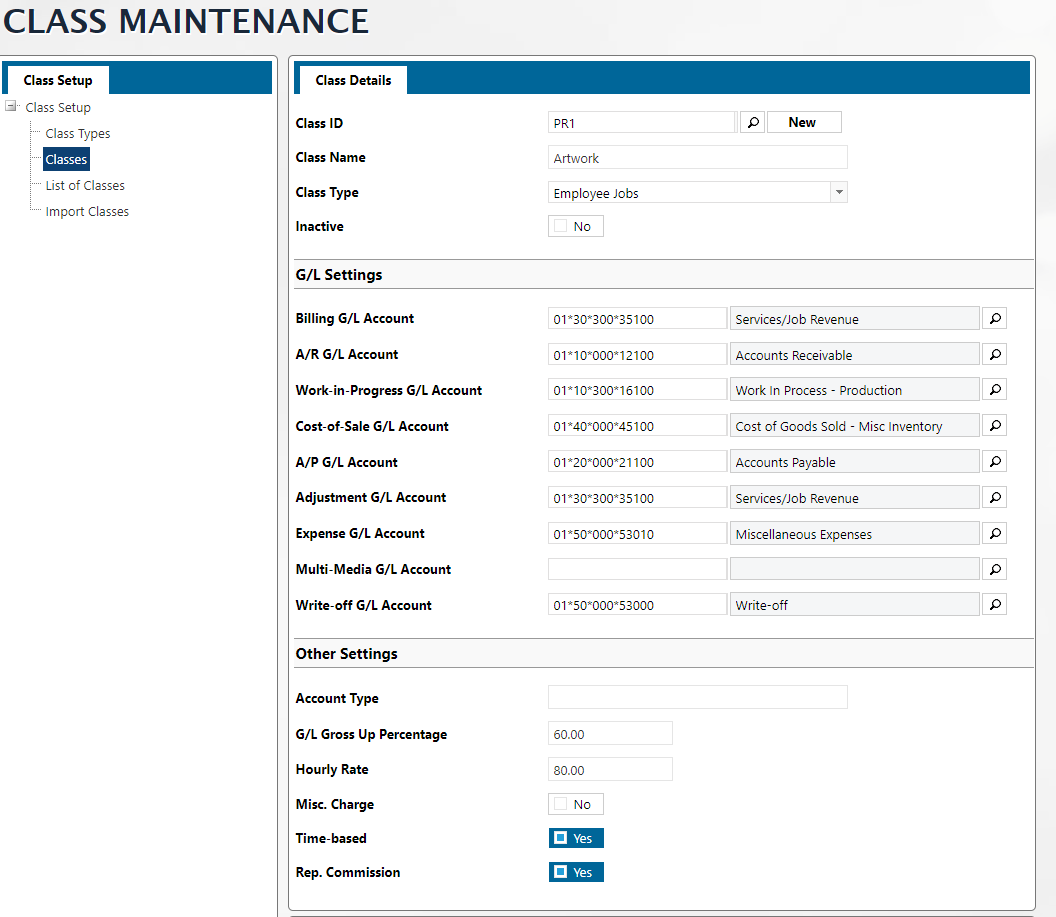 CLASS MAINTENANCE
Class Setup
Class Setup
Class Types
Classes
List of Classes
Import Classes
Class Details
Class ID PR1 New
Class Name Artwork
Class Type Employee Jobs
Inactive No
G/L Settings
Billing G/L Account 01*30*300*35100 Services/Job Revenue
A/R G/L Account 01*10*000*12100 Accounts Receivable
Work-in-Progress G/L Account 01*10*300*16100 Work In Process - Production
Cost-of-Sale G/L Account 01*40*000*45100 Cost of Goods Sold - Misc Inventory
A/P G/L Account 01*20*000*21100 Accounts Payable
Adjustment G/L Account 01*30*300*35100 Services/Job Revenue
Expense G/L Account 01*50*000*53010 Miscellaneous Expenses
Multi-Media G/L Account
Write-off G/L Account 01*50*000*53000 Write-off
Other Settings
Account Type
G/L Gross Up Percentage 60.00
Hourly Rate 80.00
Misc. Charge No
Time-based Yes
Rep. Commission Yes